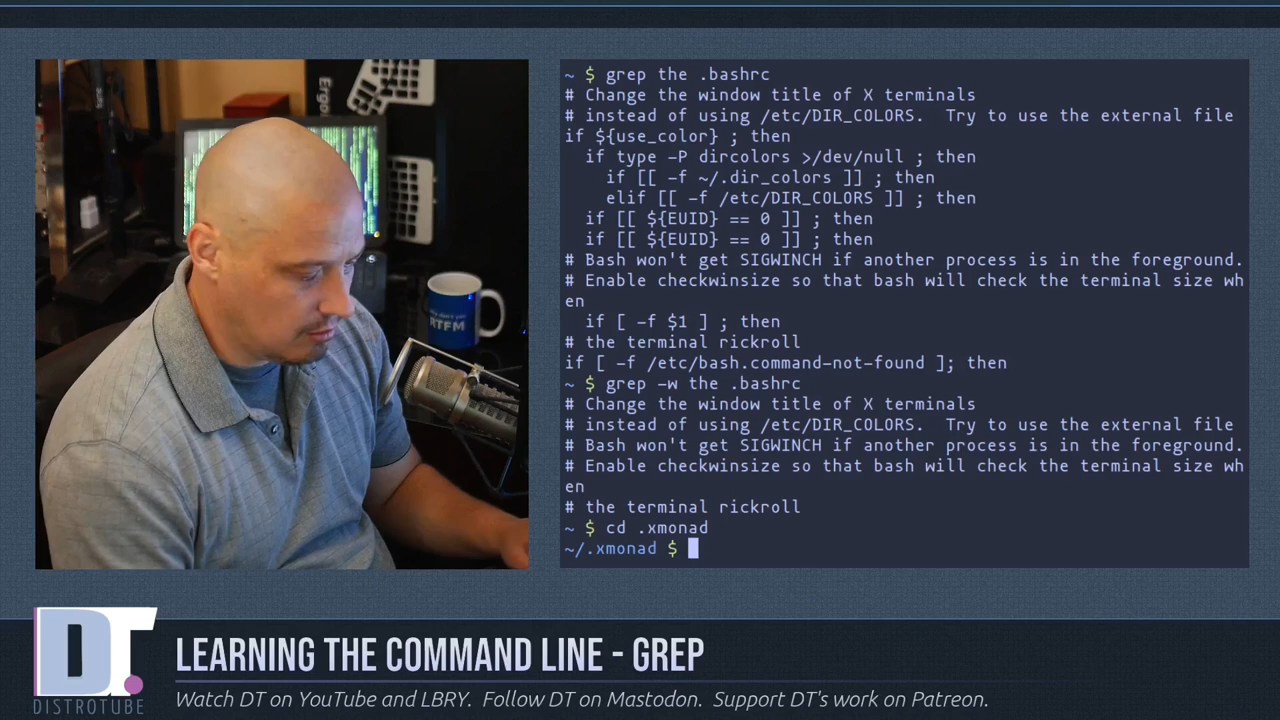 Ergo
RTFM
~ $ grep the .bashrc
# Change the window title of X terminals
# instead of using /etc/DIR_COLORS.  Try to use the external file
if ${use_color} ; then
  if type -P dircolors >/dev/null ; then
    if [[ -f ~/.dir_colors ]] ; then
    elif [[ -f /etc/DIR_COLORS ]] ; then
  if [[ ${EUID} == 0 ]] ; then
  if [[ ${EUID} == 0 ]] ; then
# Bash won't get SIGWINCH if another process is in the foreground.
# Enable checkwinsize so that bash will check the terminal size wh
en
  if [ -f $1 ] ; then
# the terminal rickroll
if [ -f /etc/bash.command-not-found ]; then
~ $ grep -w the .bashrc
# Change the window title of X terminals
# instead of using /etc/DIR_COLORS.  Try to use the external file
# Bash won't get SIGWINCH if another process is in the foreground.
# Enable checkwinsize so that bash will check the terminal size wh
en
# the terminal rickroll
~ $ cd .xmonad
~/.xmonad $
DT
DISTROTUBE
LEARNING THE COMMAND LINE - GREP
Watch DT on YouTube and LBRY.  Follow DT on Mastodon.  Support DT's work on Patreon.